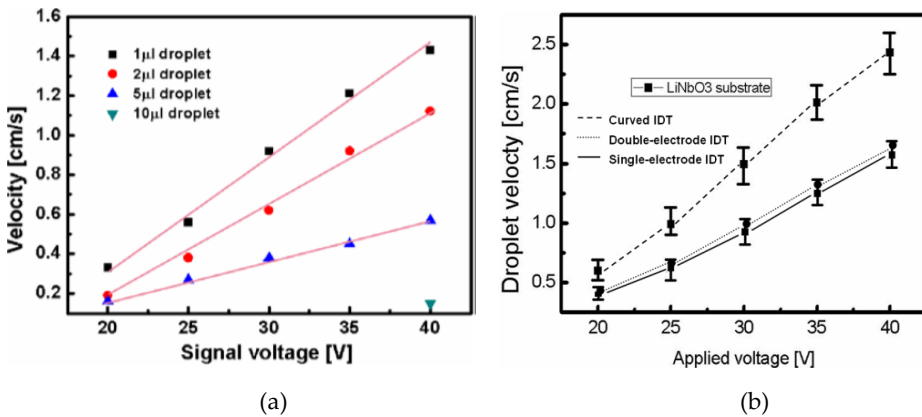 1.6
1.4
1.2
1.0
0.8
0.6
0.4
0.2
Velocity [cm/s]
1μl droplet
2μl droplet
5μl droplet
10μl droplet
20 25 30 35 40
Signal voltage [V]
(a)
2.5
2.0
1.5
1.0
0.5
Droplet velocty [cm/s]
LiNbO3 substrate
Curved IDT
Double-electrode IDT
Single-electrode IDT
20 25 30 35 40
Applied voltage [V]
(b)